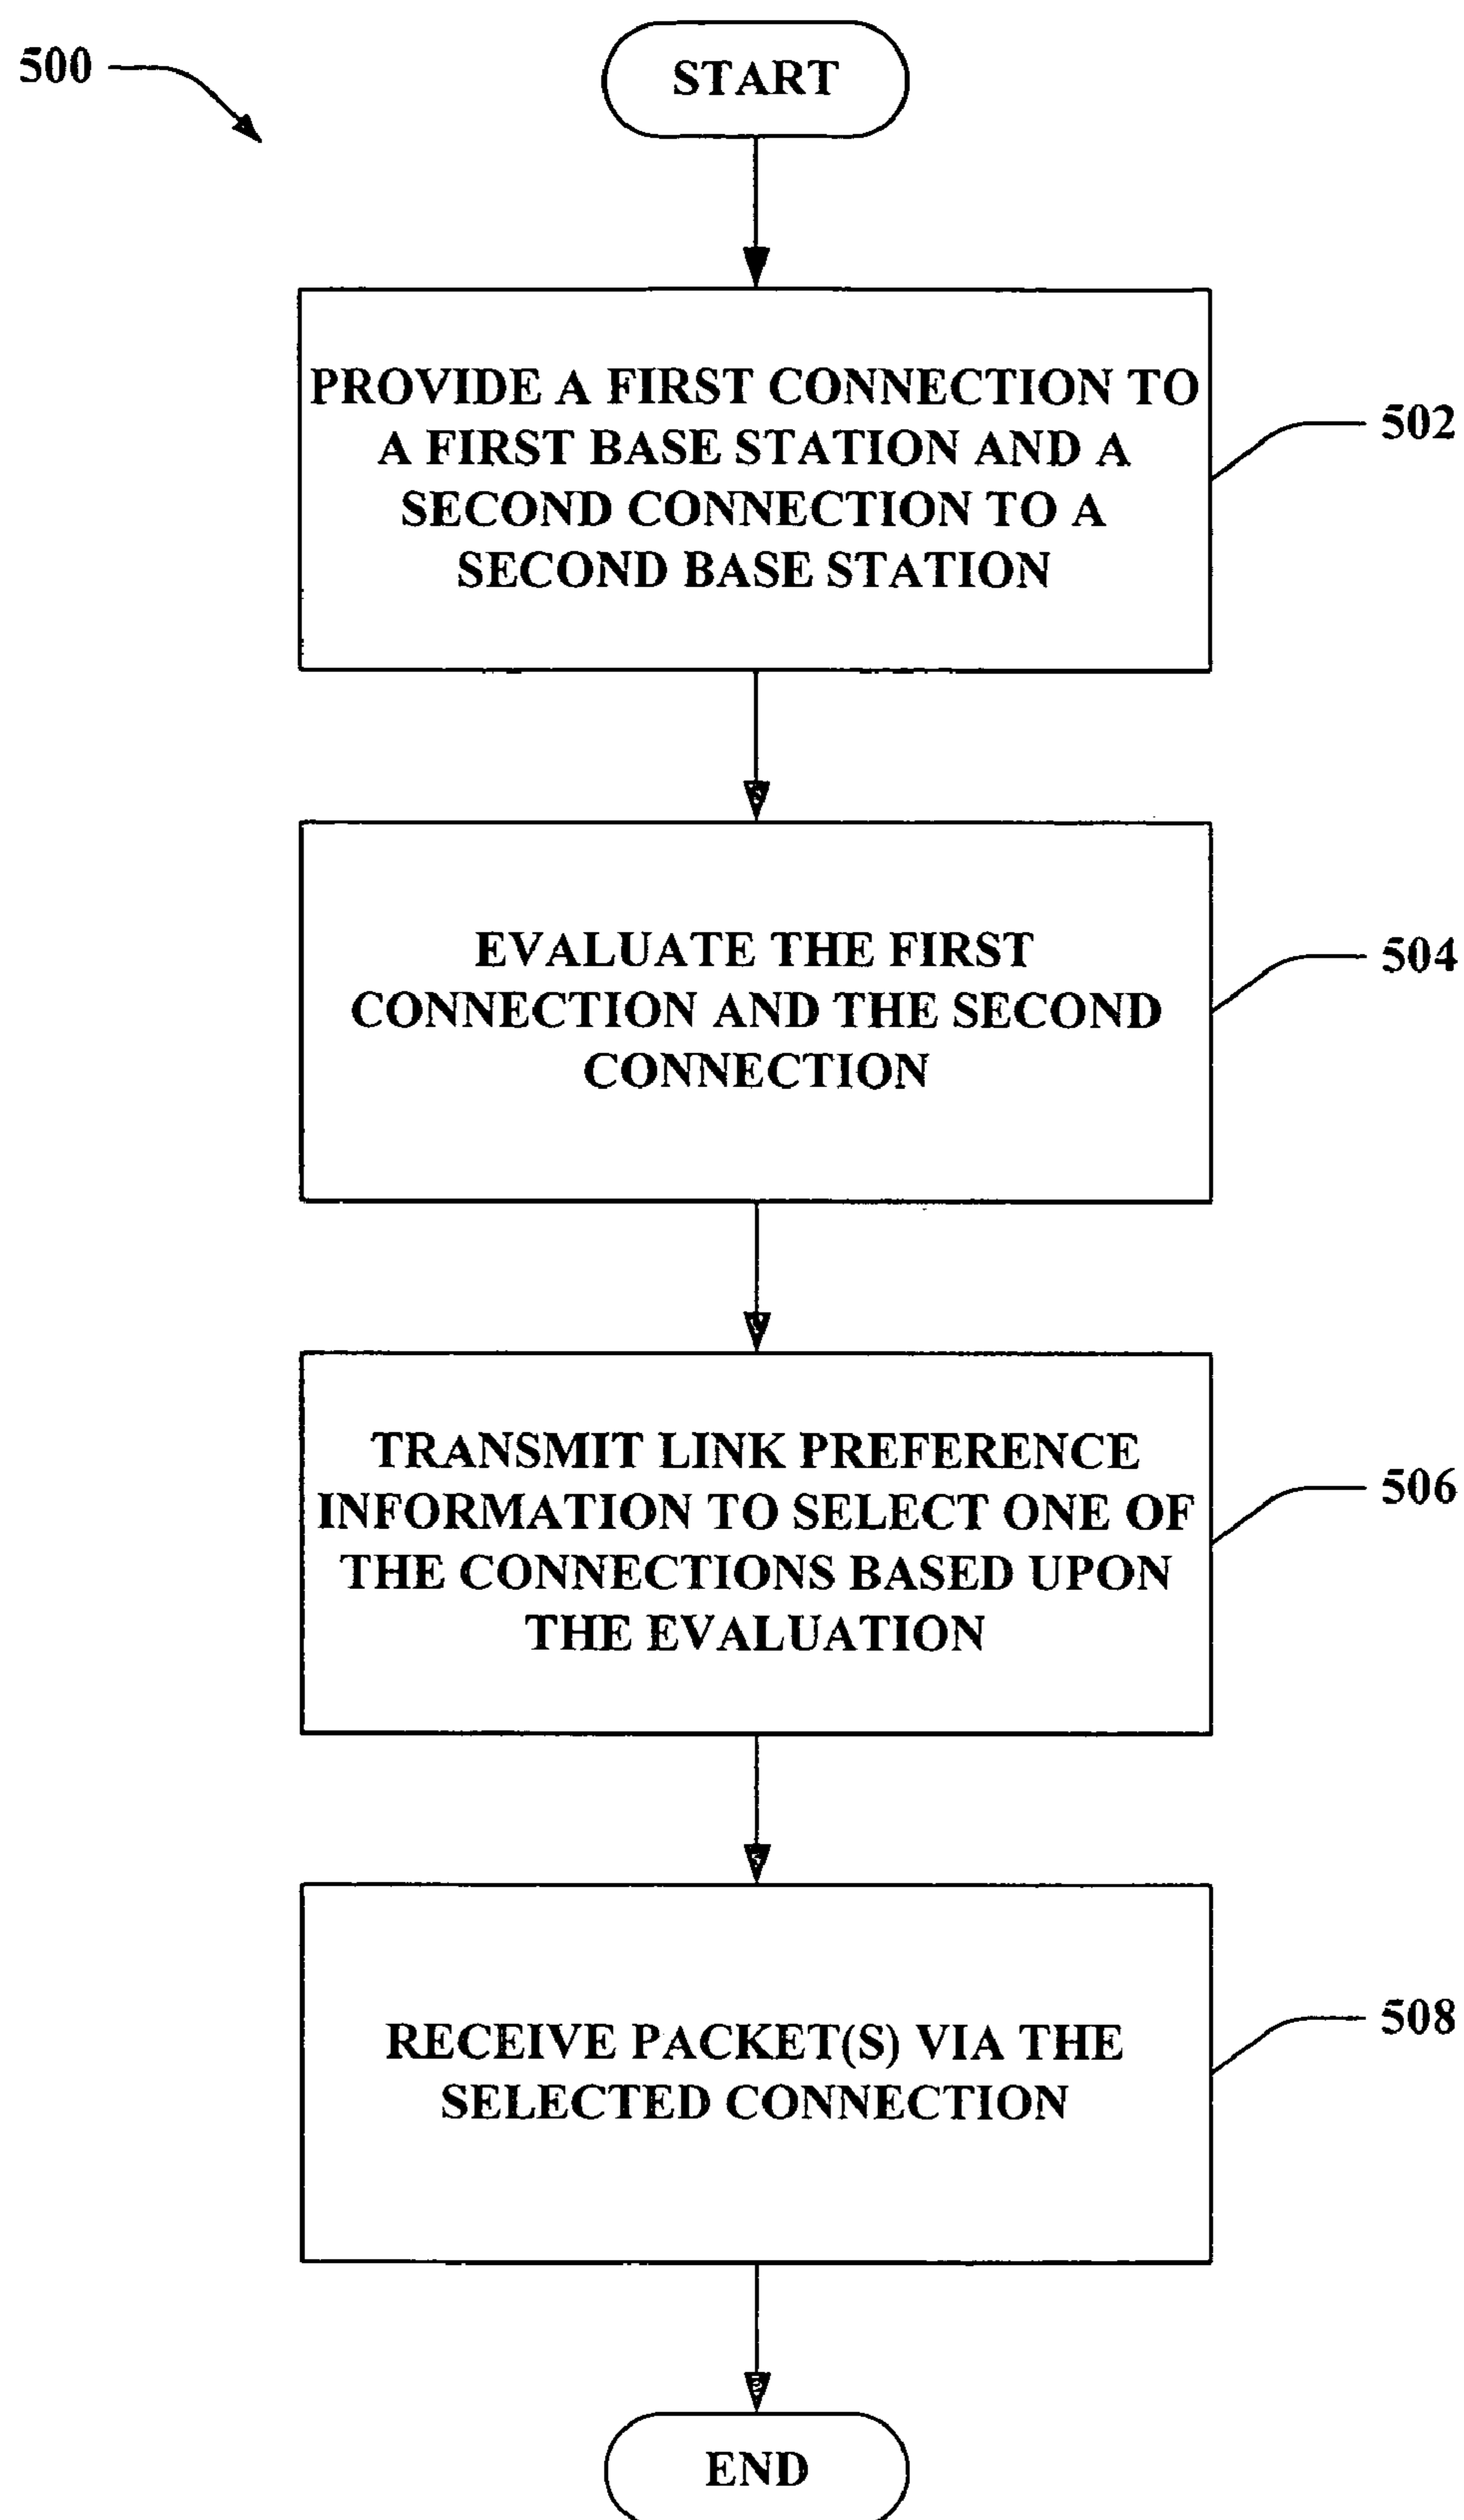 500
START
PROVIDE A FIRST CONNECTION TO
A FIRST BASE STATION AND A
SECOND CONNECTION TO A
SECOND BASE STATION
502
EVALUATE THE FIRST
CONNECTION AND THE SECOND
CONNECTION
504
TRANSMIT LINK PREFERENCE
INFORMATION TO SELECT ONE OF
THE CONNECTIONS BASED UPON
THE EVALUATION
506
RECEIVE PACKET(S) VIA THE
SELECTED CONNECTION
508
END